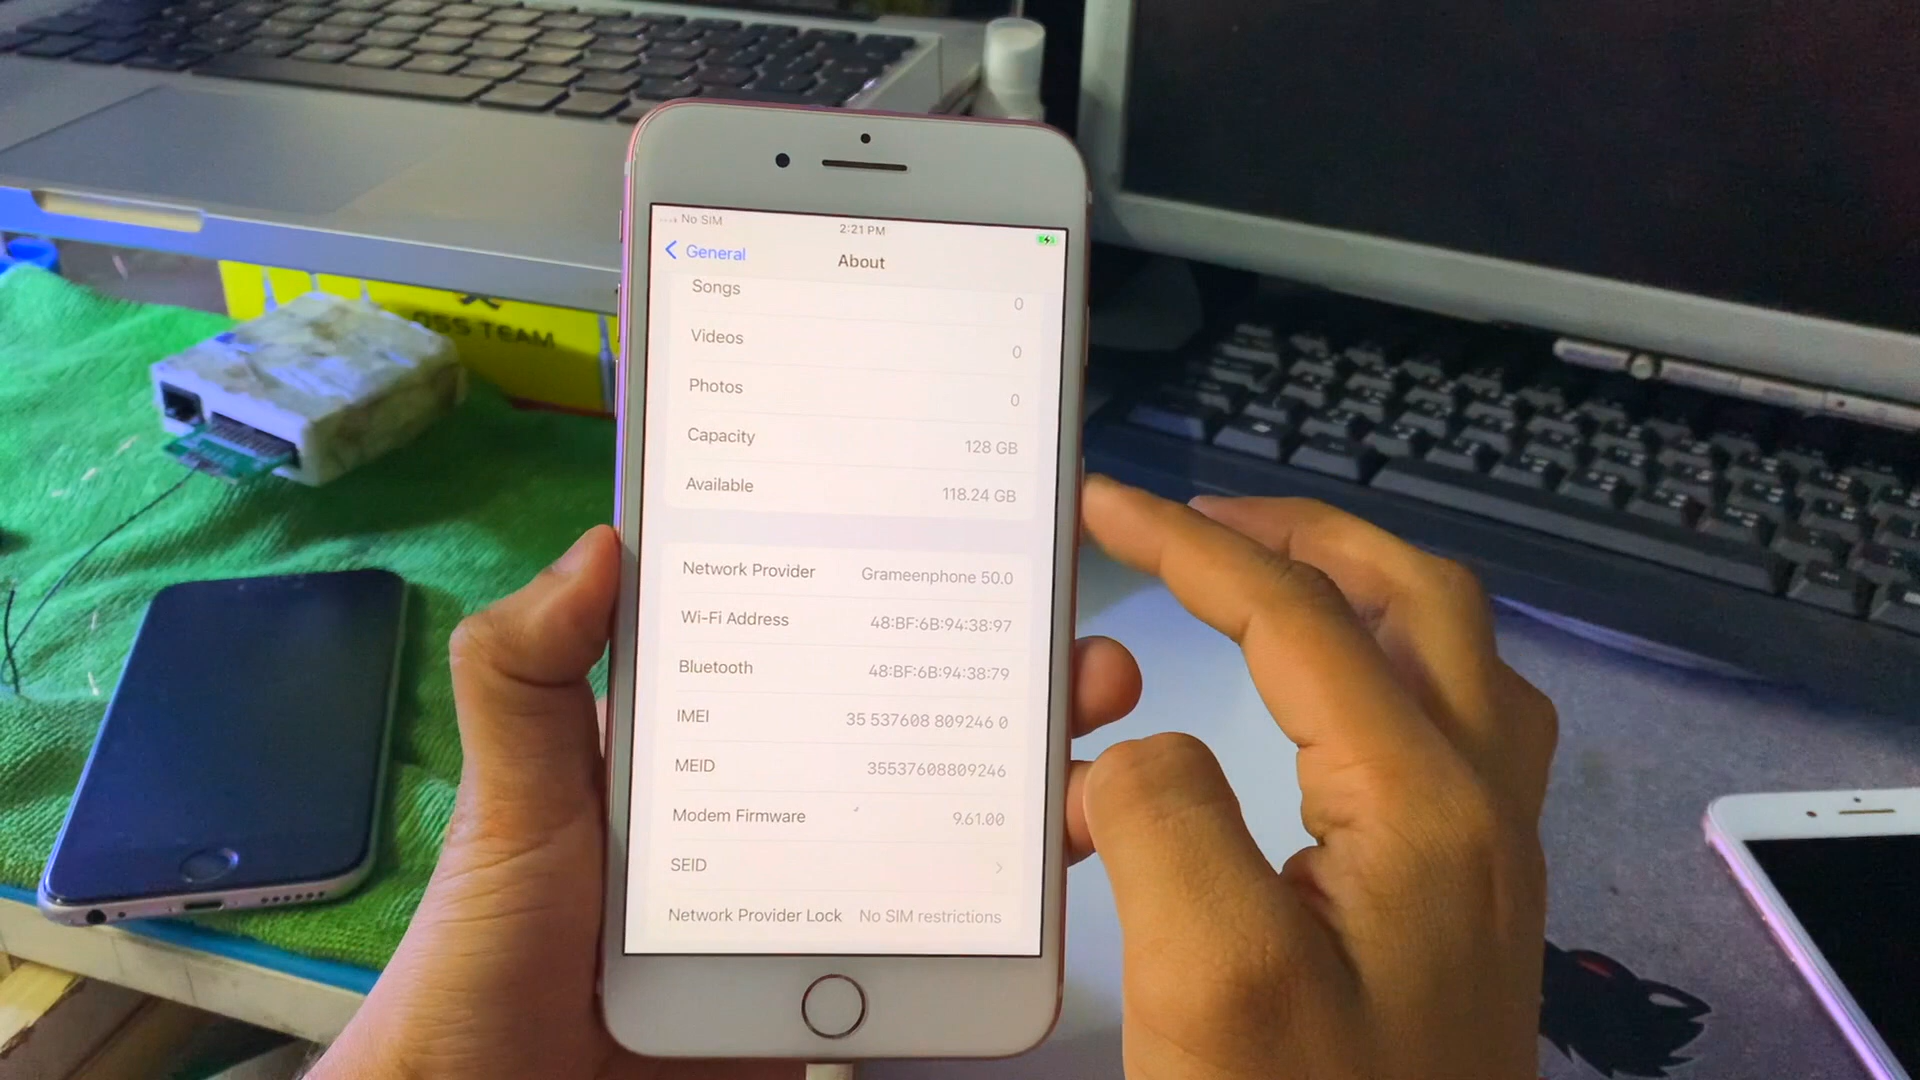 No SIM
2:21 PM
General
About
Songs 0
Videos 0
Photos 0
Capacity 128 GB
Available 118.24 GB
Network Provider Grameenphone 50.0
Wi-Fi Address 48:BF:6B:94:38:97
Bluetooth 48:BF:6B:94:38:79
IMEI 35 537608 809246 0
MEID 35537608809246
Modem Firmware 9.61.00
SEID
Network Provider Lock No SIM restrictions
TEAM